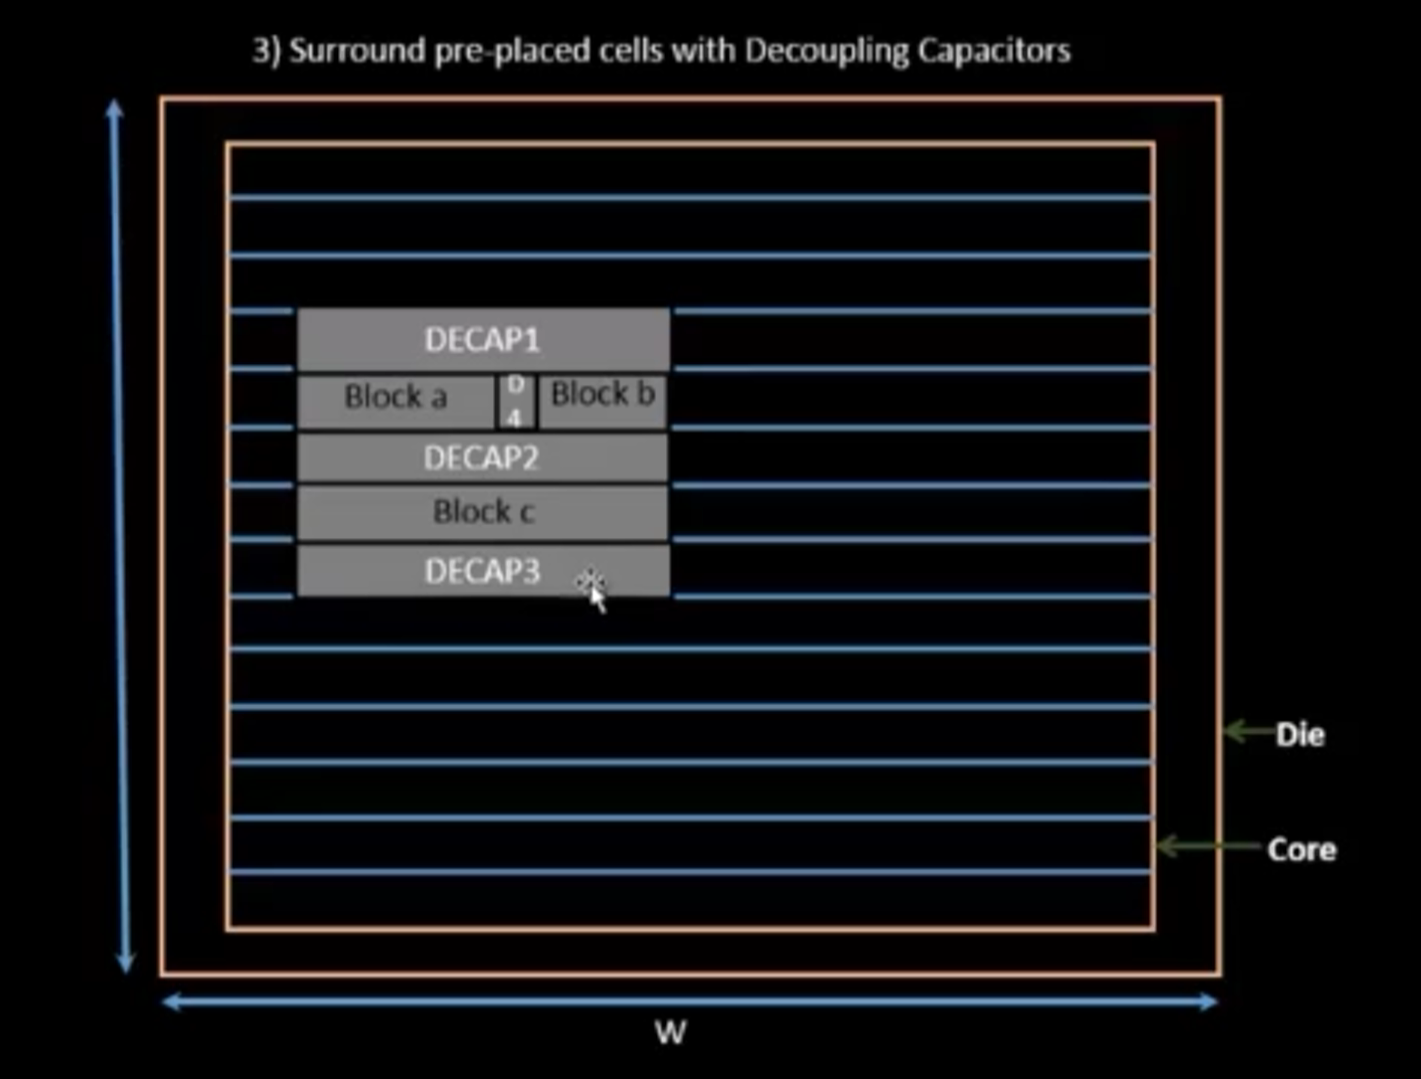 3) Surround pre-placed cells with Decoupling Capacitors
DECAP1
Block a
D
4
Block b
DECAP2
Block c
DECAP3
Die
Core
W